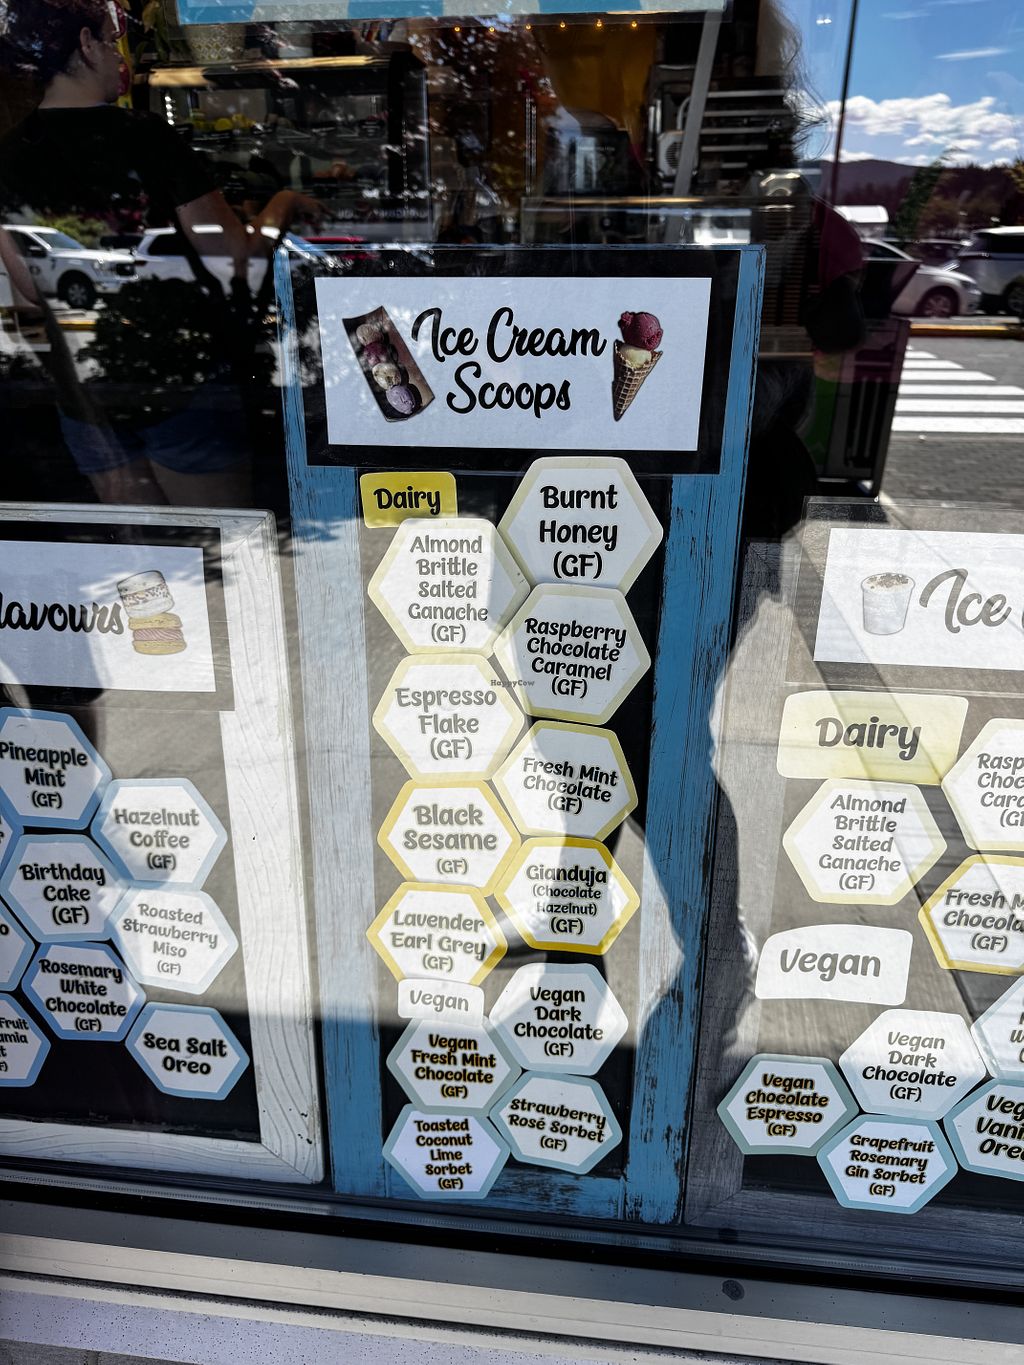 Ice Cream
Scoops
Dairy
Burnt
Honey
(GF)
Almond
Brittle
Salted
Ganache
(GF)
Raspberry
Chocolate
Caramel
(GF)
HappyCow
Espresso
Flake
(GF)
Fresh Mint
Chocolate
(GF)
Black
Sesame
(GF)
Gianduja
(Chocolate
Hazelnut)
(GF)
Lavender
Earl Grey
(GF)
Vegan
Vegan
Dark
Chocolate
(GF)
Vegan
Fresh Mint
Chocolate
(GF)
Strawberry
Rosé Sorbet
(GF)
Toasted
Coconut
Lime
Sorbet
(GF)
lavours
Pineapple
Mint
(GF)
Hazelnut
Coffee
(GF)
Birthday
Cake
(GF)
Roasted
Strawberry
Miso
(GF)
Rosemary
White
Chocolate
(GF)
Sea Salt
Oreo
Ice
Dairy
Almond
Brittle
Salted
Ganache
(GF)
Fresh M
Chocola
(GF)
Vegan
Vegan
Dark
Chocolate
(GF)
Vegan
Chocolate
Espresso
(GF)
Grapefruit
Rosemary
Gin Sorbet
(GF)